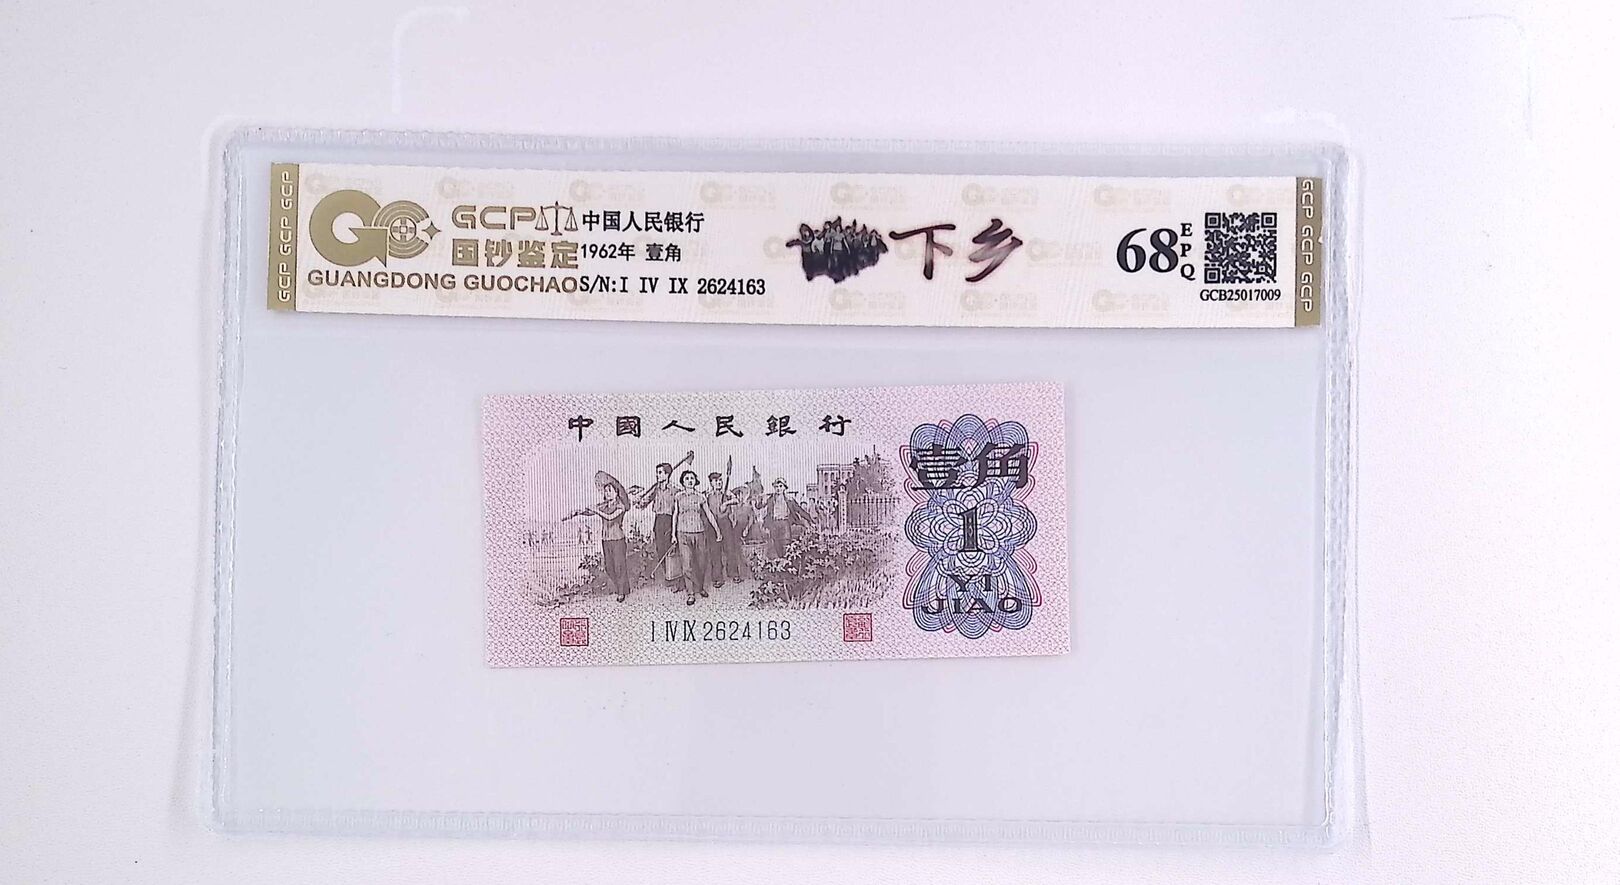 GCP 中国人民银行
国钞鉴定 1962年 壹角
GUANGDONG GUOCHAO S/N:I IV IX 2624163
下乡
68 EPQ
GCB25017009
GCP GCP GCP
GCP GCP GCP
中國人民銀行
壹角
1
YI
JIAO
I IV IX 2624163